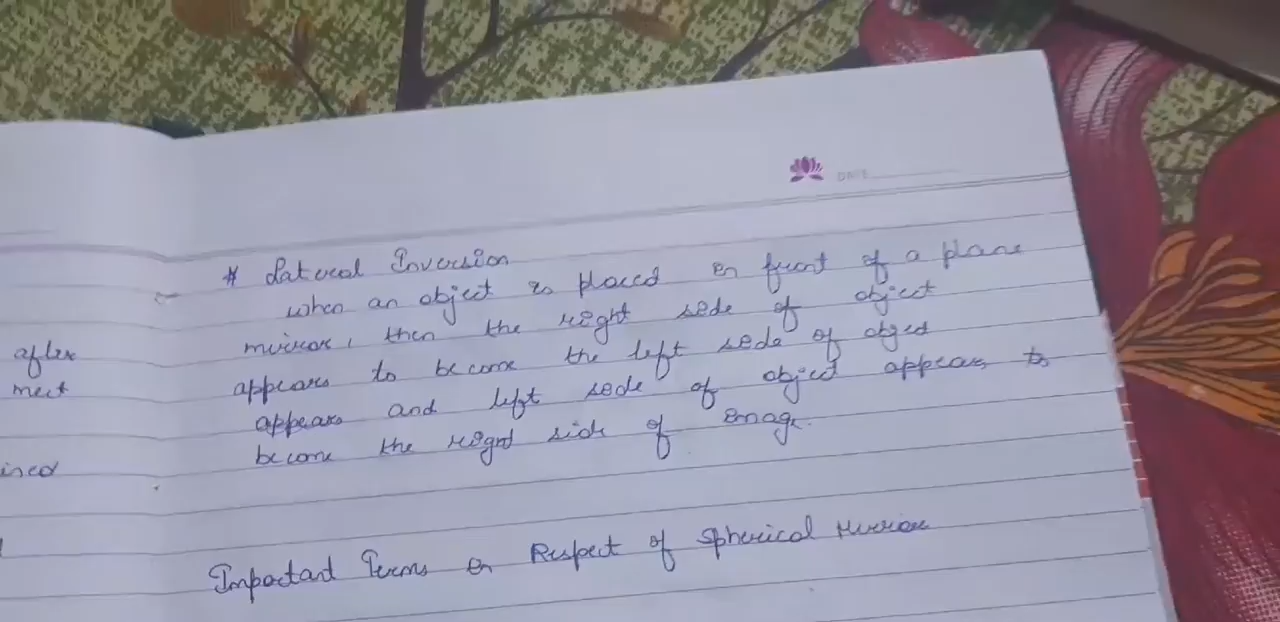 after
meet
ined
DATE
* Lateral Inversion
when an object is placed in front of a plane
mirror, then the right side of object
appears to become the left side of object
appears and left side of object appears to
become the right side of image.
Important Terms in Respect of Spherical Mirror